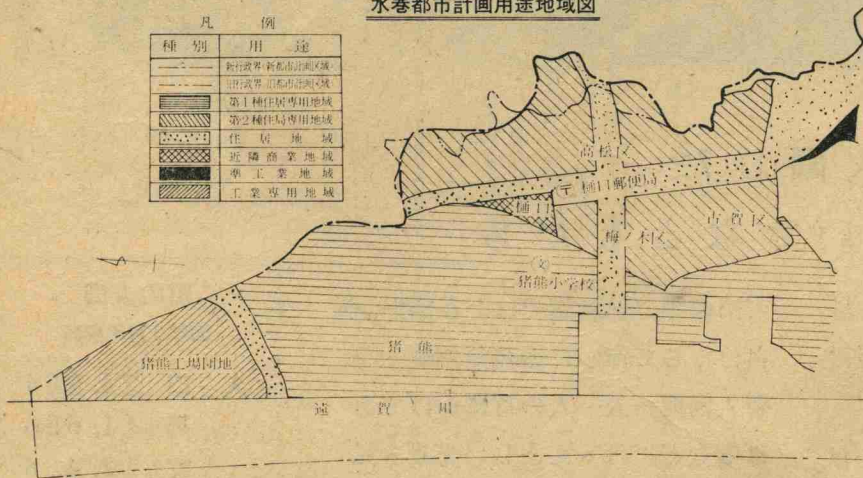 水巻都市計画用途地域図
凡例
種別 用途
新行政界(新都市計画区域)
旧行政界(旧都市計画区域)
第1種住居専用地域
第2種住居専用地域
住居地域
近隣商業地域
準工業地域
工業専用地域
高松区
〒樋口郵便局
樋口
梅ノ木区
古賀区
文
猪熊小学校
猪熊
猪熊工場団地
遠賀川